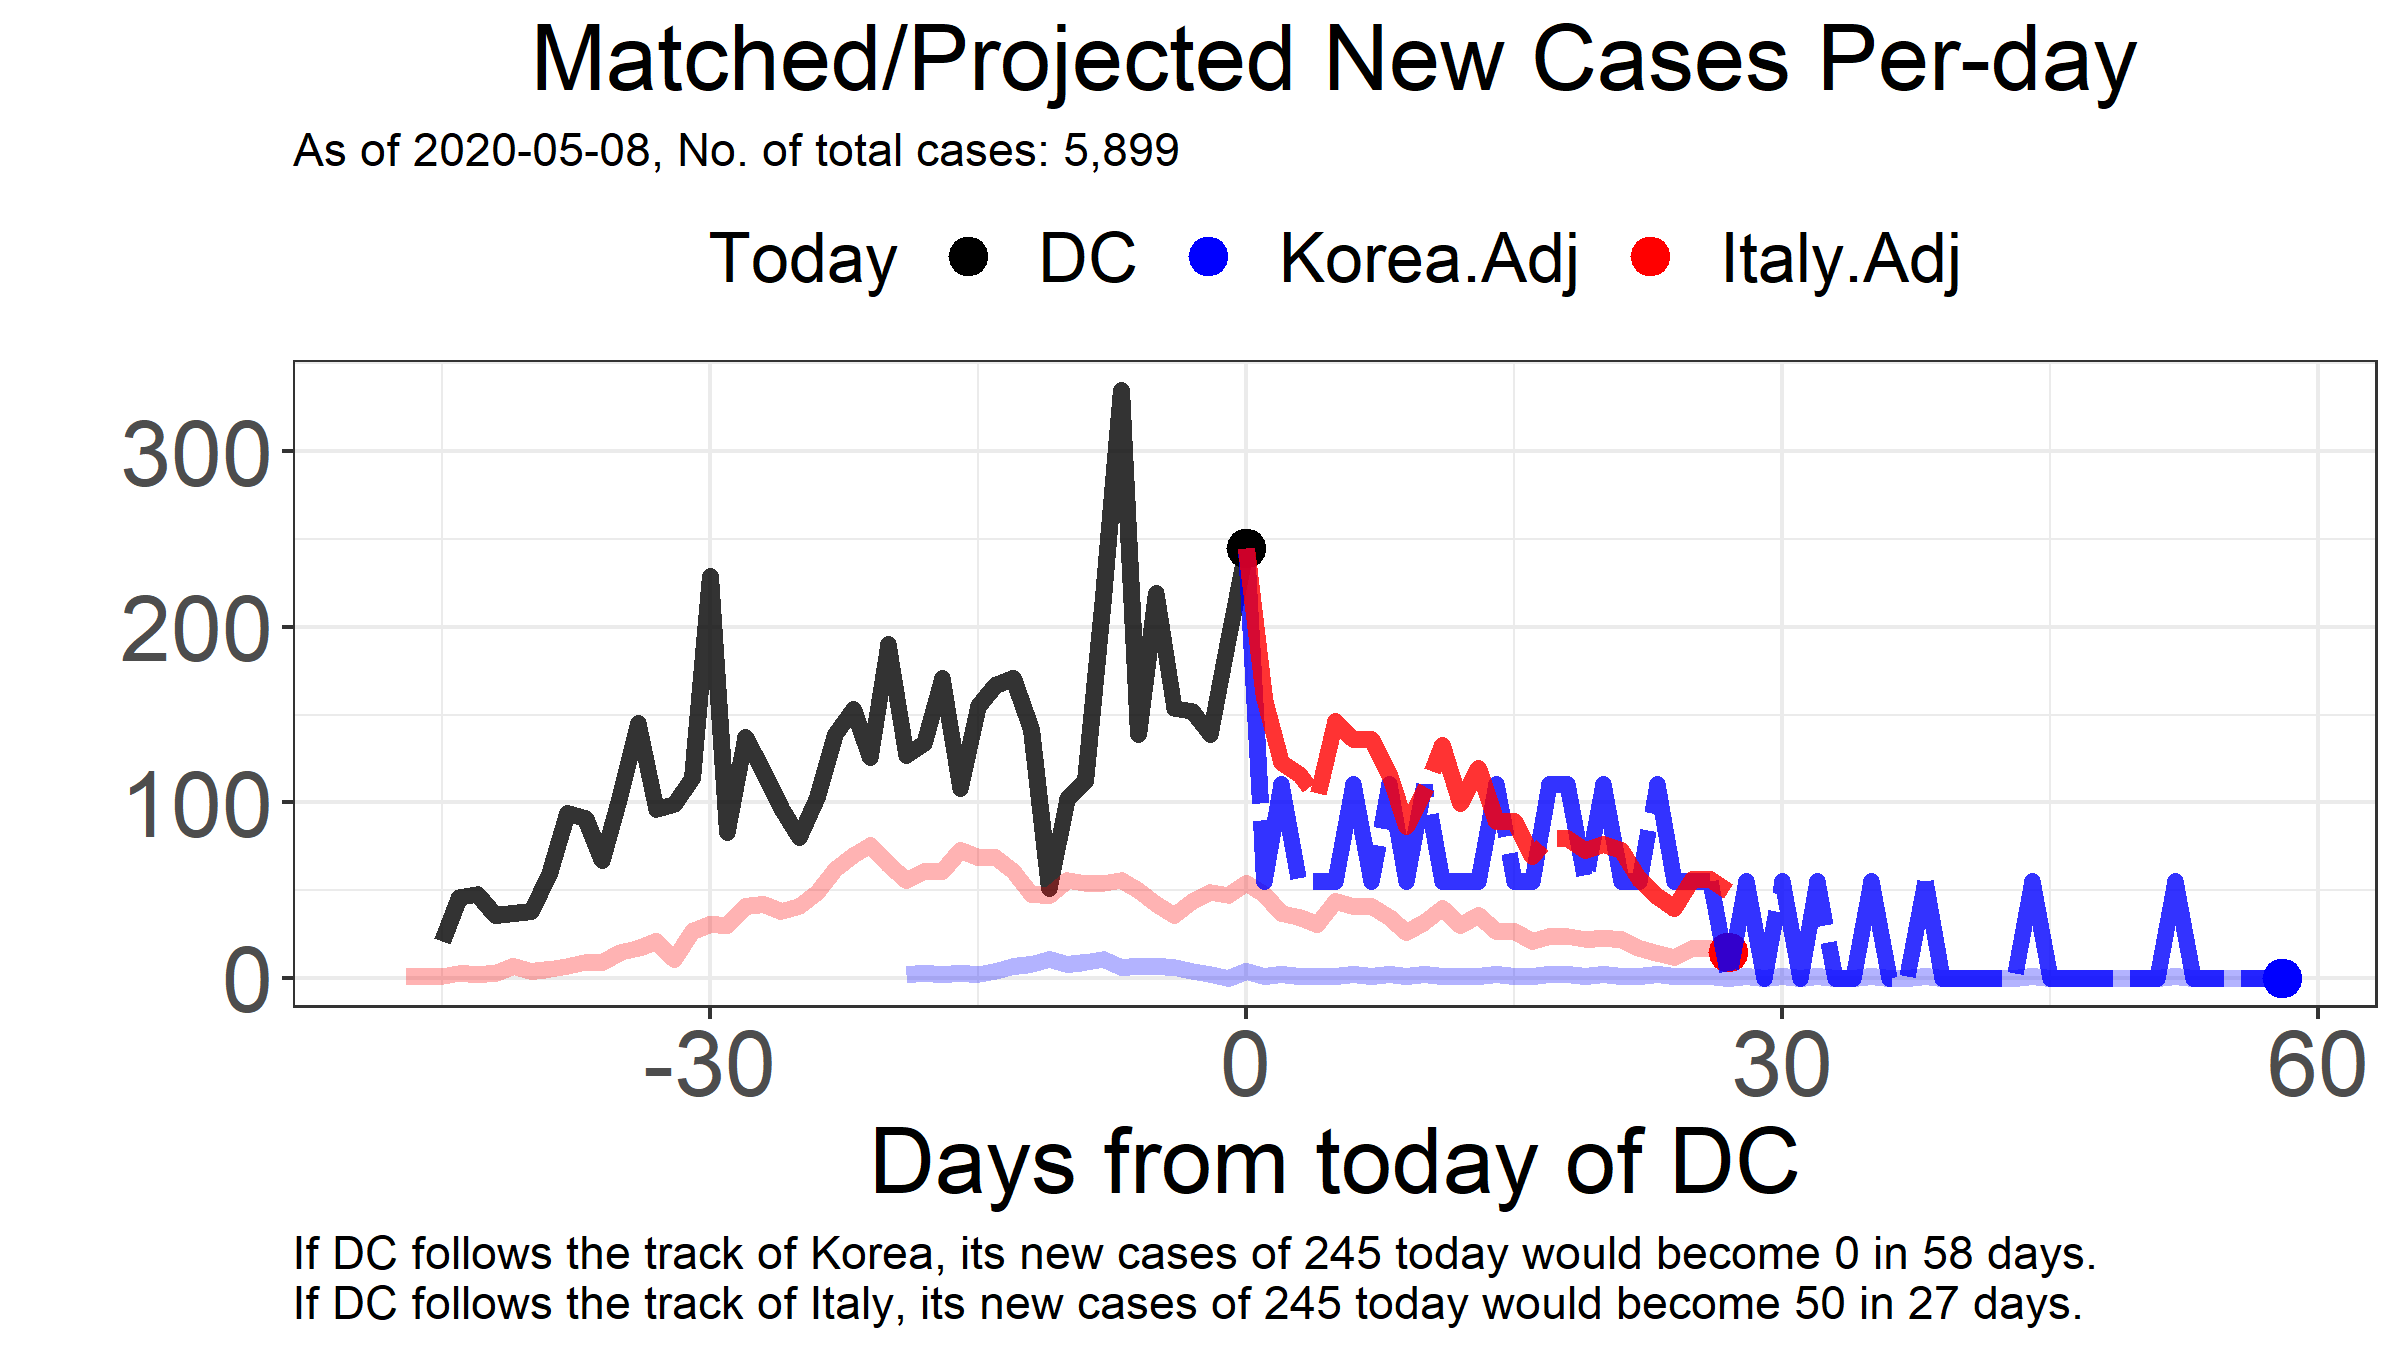 Matched/Projected New Cases Per-day
As of 2020-05-08, No. of total cases: 5,899
Today DC Korea.Adj Italy.Adj
300
200
100
0
-30 0 30 60
Days from today of DC
If DC follows the track of Korea, its new cases of 245 today would become 0 in 58 days.
If DC follows the track of Italy, its new cases of 245 today would become 50 in 27 days.